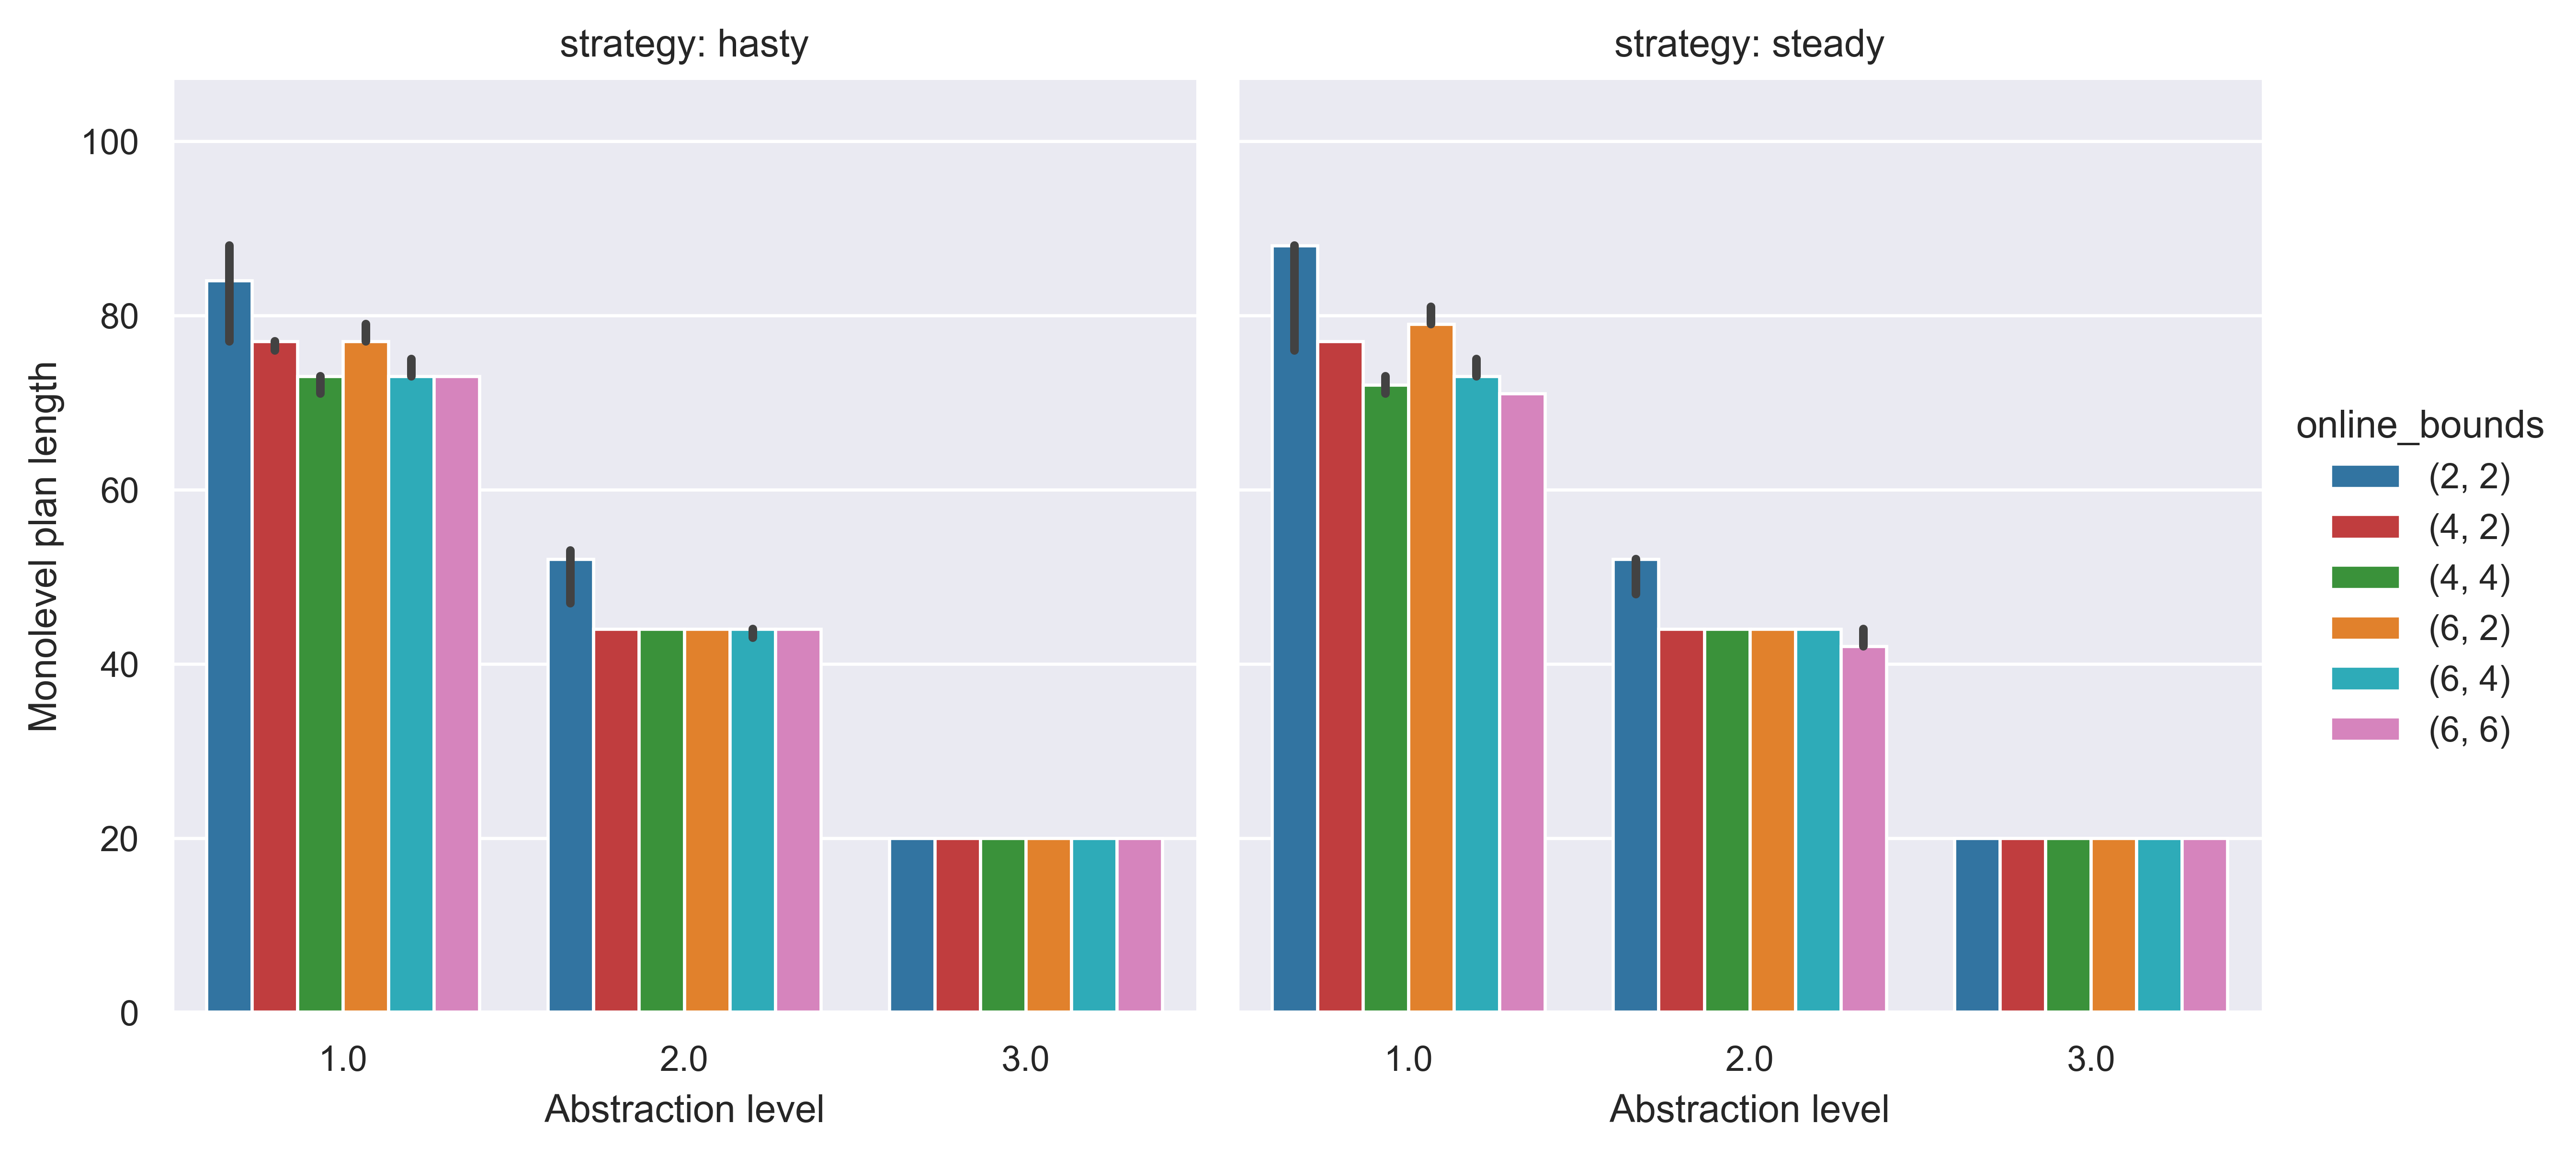 strategy: hasty
strategy: steady
Monolevel plan length
100
80
60
40
20
0
1.0 2.0 3.0
Abstraction level
1.0 2.0 3.0
Abstraction level
online_bounds
(2, 2)
(4, 2)
(4, 4)
(6, 2)
(6, 4)
(6, 6)